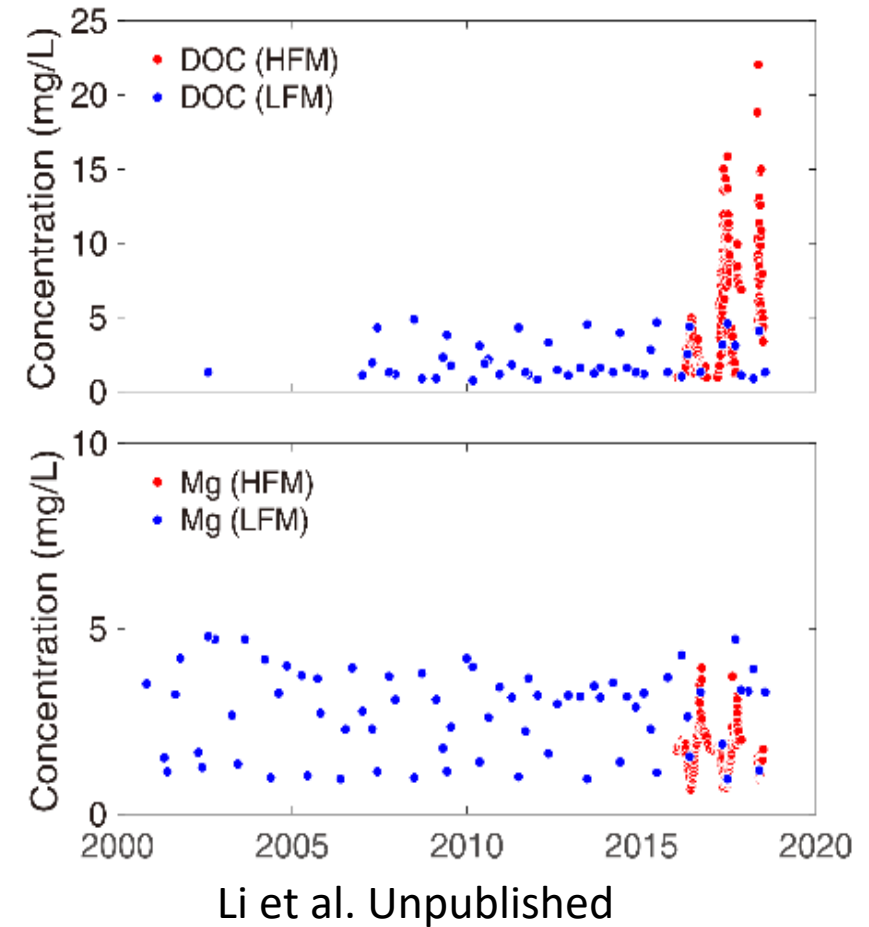 Concentration (mg/L)
25
20
15
10
5
0
DOC (HFM)
DOC (LFM)
Concentration (mg/L)
10
5
0
Mg (HFM)
Mg (LFM)
2000 2005 2010 2015 2020
Li et al. Unpublished